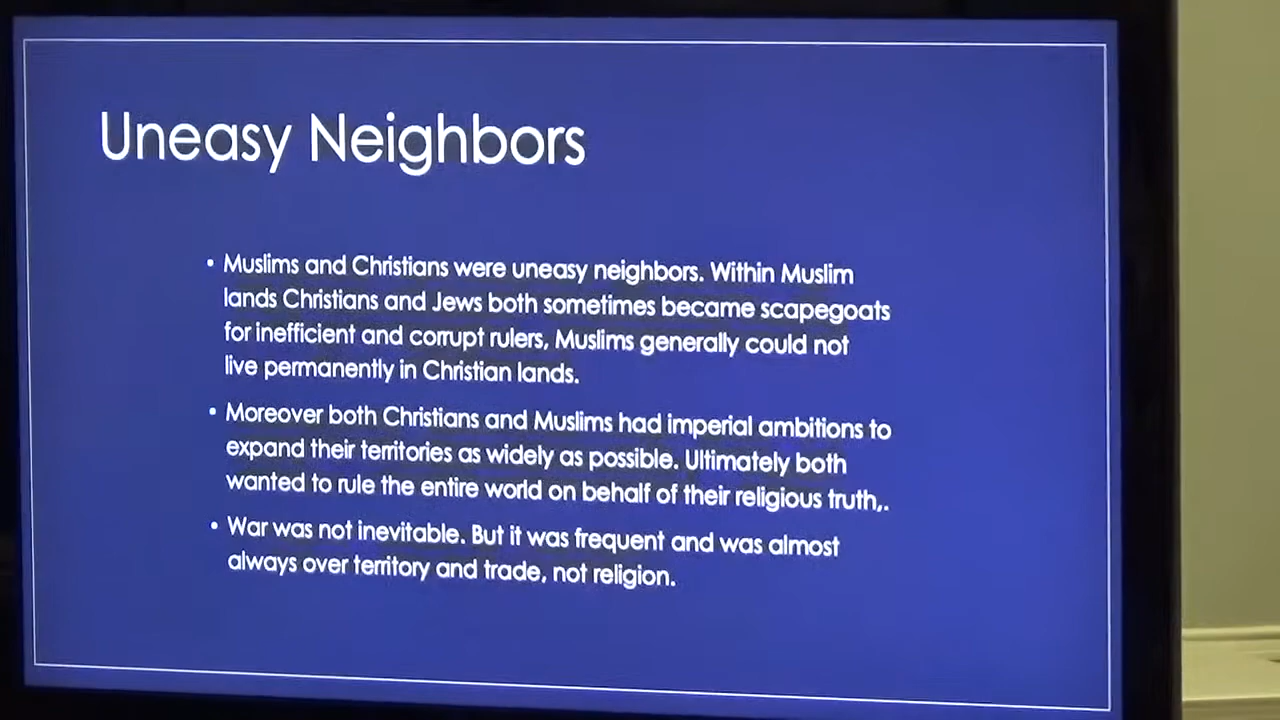 Uneasy Neighbors
• Muslims and Christians were uneasy neighbors. Within Muslim
lands Christians and Jews both sometimes became scapegoats
for inefficient and corrupt rulers, Muslims generally could not
live permanently in Christian lands.
• Moreover both Christians and Muslims had imperial ambitions to
expand their territories as widely as possible. Ultimately both
wanted to rule the entire world on behalf of their religious truth,.
• War was not inevitable. But it was frequent and was almost
always over territory and trade, not religion.